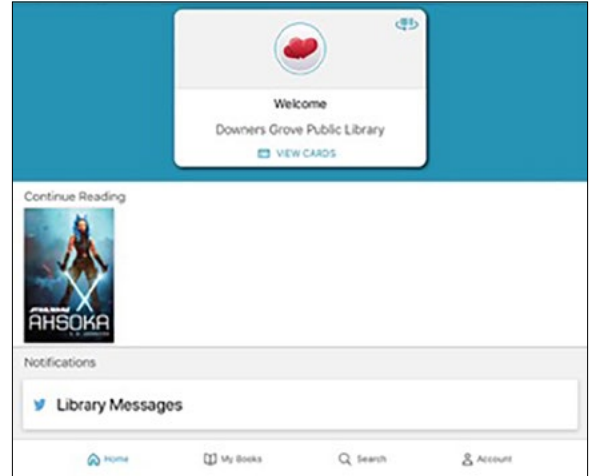 Welcome
Downers Grove Public Library
VIEW CARDS
Continue Reading
STAR WARS
AHSOKA
Notifications
Library Messages
Home My Books Search Account